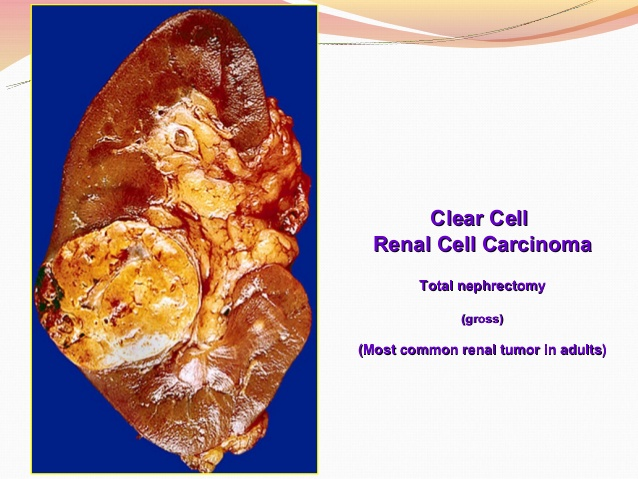 Clear Cell
Renal Cell Carcinoma
Total nephrectomy
(gross)
(Most common renal tumor in adults)